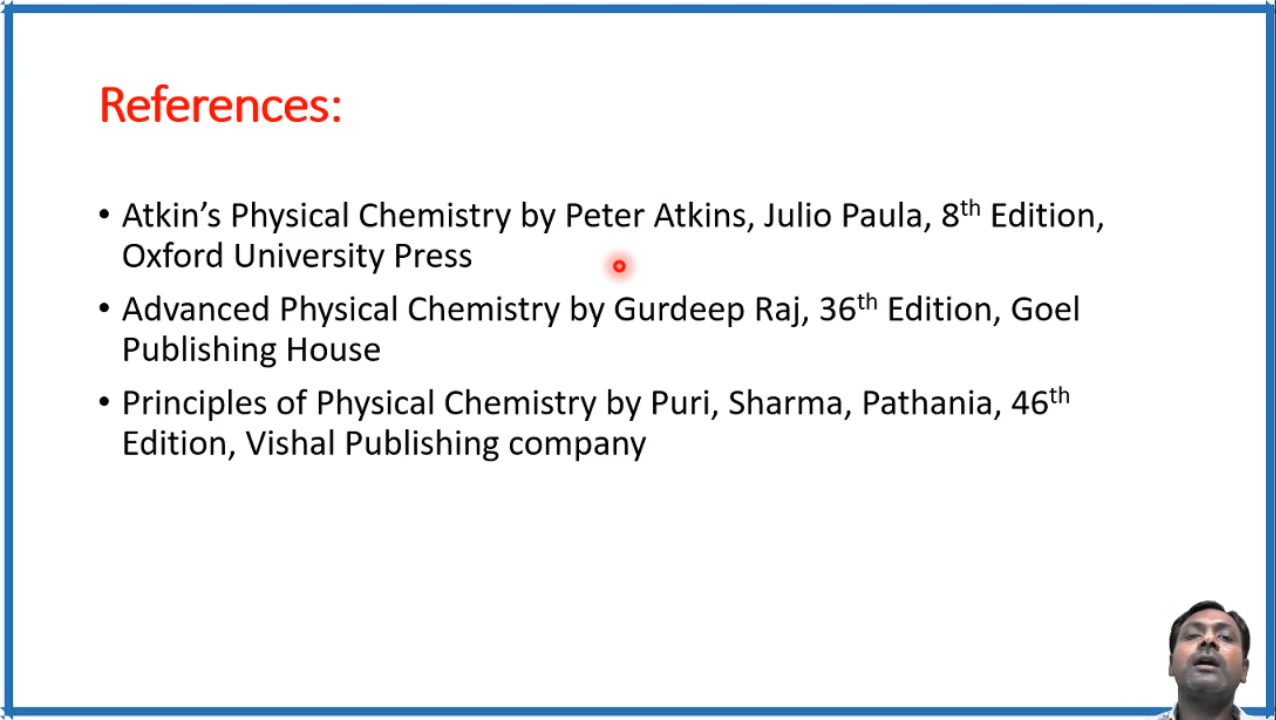 References:
• Atkin’s Physical Chemistry by Peter Atkins, Julio Paula, 8th Edition,
Oxford University Press
• Advanced Physical Chemistry by Gurdeep Raj, 36th Edition, Goel
Publishing House
• Principles of Physical Chemistry by Puri, Sharma, Pathania, 46th
Edition, Vishal Publishing company